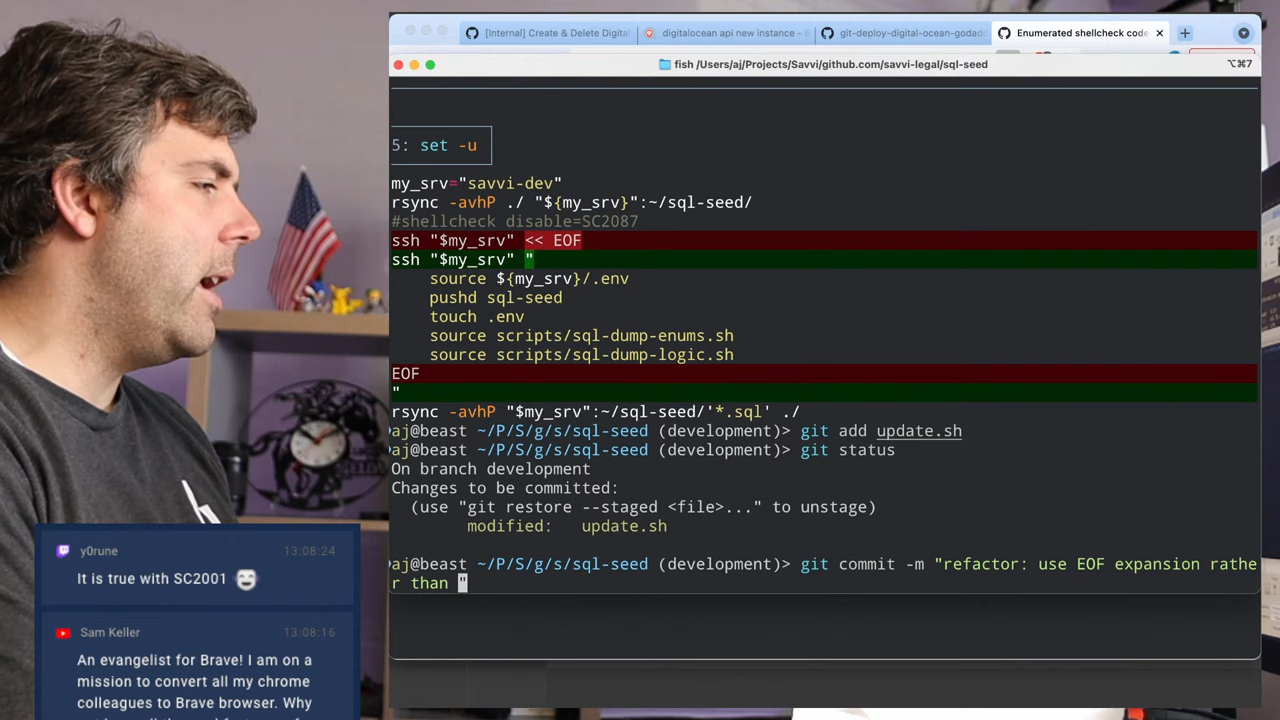 [Internal] Create & Delete Digital
digitalocean api new instance – B
git-deploy-digital-ocean-godad
Enumerated shellcheck code
fish /Users/aj/Projects/Savvi/github.com/savvi-legal/sql-seed
⌥⌘7
5: set -u
my_srv="savvi-dev"
rsync -avhP ./ "${my_srv}":~/sql-seed/
#shellcheck disable=SC2087
ssh "$my_srv" << EOF
ssh "$my_srv" "
source ${my_srv}/.env
pushd sql-seed
touch .env
source scripts/sql-dump-enums.sh
source scripts/sql-dump-logic.sh
EOF
"
rsync -avhP "$my_srv":~/sql-seed/'*.sql' ./
aj@beast ~/P/S/g/s/sql-seed (development)> git add update.sh
aj@beast ~/P/S/g/s/sql-seed (development)> git status
On branch development
Changes to be committed:
(use "git restore --staged <file>..." to unstage)
modified: update.sh
aj@beast ~/P/S/g/s/sql-seed (development)> git commit -m "refactor: use EOF expansion rathe
r than "
y0rune 13:08:24
It is true with SC2001
Sam Keller 13:08:16
An evangelist for Brave! I am on a
mission to convert all my chrome
colleagues to Brave browser. Why